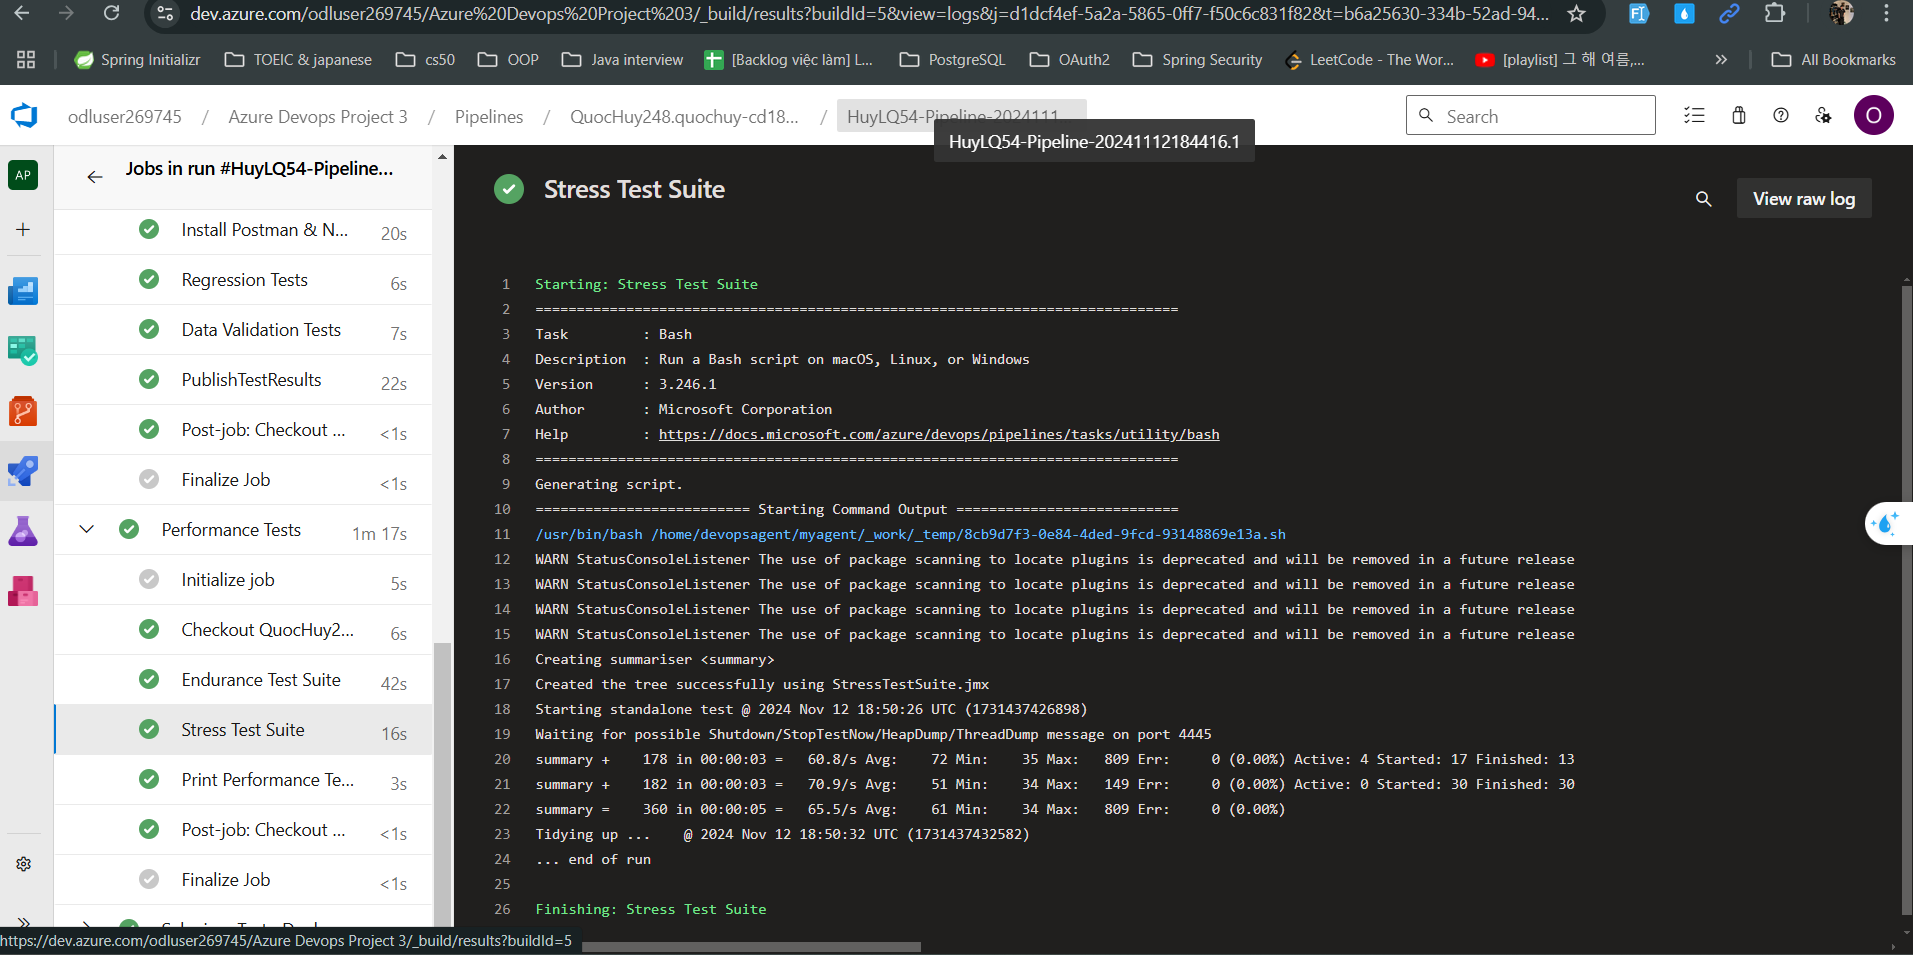 dev.azure.com/odluser269745/Azure%20Devops%20Project%203/_build/results?buildId=5&view=logs&j=d1dcf4ef-5a2a-5865-0ff7-f50c6c831f82&t=b6a25630-334b-52ad-94...
Spring Initializr
TOEIC & japanese
cs50
OOP
Java interview
[Backlog việc làm] L...
PostgreSQL
OAuth2
Spring Security
LeetCode - The Wor...
[playlist] 그 해 여름,...
»
All Bookmarks
odluser269745 / Azure Devops Project 3 / Pipelines / QuocHuy248.quochuy-cd18... / HuyLQ54-Pipeline-2024111...
Search
O
HuyLQ54-Pipeline-20241112184416.1
AP
Jobs in run #HuyLQ54-Pipeline...
Install Postman & N... 20s
Regression Tests 6s
Data Validation Tests 7s
PublishTestResults 22s
Post-job: Checkout ... <1s
Finalize Job <1s
Performance Tests 1m 17s
Initialize job 5s
Checkout QuocHuy2... 6s
Endurance Test Suite 42s
Stress Test Suite 16s
Print Performance Te... 3s
Post-job: Checkout ... <1s
Finalize Job <1s
https://dev.azure.com/odluser269745/Azure Devops Project 3/_build/results?buildId=5
Stress Test Suite
View raw log
1 Starting: Stress Test Suite
2 ==============================================================================
3 Task         : Bash
4 Description  : Run a Bash script on macOS, Linux, or Windows
5 Version      : 3.246.1
6 Author       : Microsoft Corporation
7 Help         : https://docs.microsoft.com/azure/devops/pipelines/tasks/utility/bash
8 ==============================================================================
9 Generating script.
10 ========================== Starting Command Output ===========================
11 /usr/bin/bash /home/devopsagent/myagent/_work/_temp/8cb9d7f3-0e84-4ded-9fcd-93148869e13a.sh
12 WARN StatusConsoleListener The use of package scanning to locate plugins is deprecated and will be removed in a future release
13 WARN StatusConsoleListener The use of package scanning to locate plugins is deprecated and will be removed in a future release
14 WARN StatusConsoleListener The use of package scanning to locate plugins is deprecated and will be removed in a future release
15 WARN StatusConsoleListener The use of package scanning to locate plugins is deprecated and will be removed in a future release
16 Creating summariser <summary>
17 Created the tree successfully using StressTestSuite.jmx
18 Starting standalone test @ 2024 Nov 12 18:50:26 UTC (1731437426898)
19 Waiting for possible Shutdown/StopTestNow/HeapDump/ThreadDump message on port 4445
20 summary +    178 in 00:00:03 =   60.8/s Avg:    72 Min:    35 Max:   809 Err:     0 (0.00%) Active: 4 Started: 17 Finished: 13
21 summary +    182 in 00:00:03 =   70.9/s Avg:    51 Min:    34 Max:   149 Err:     0 (0.00%) Active: 0 Started: 30 Finished: 30
22 summary =    360 in 00:00:05 =   65.5/s Avg:    61 Min:    34 Max:   809 Err:     0 (0.00%)
23 Tidying up ...    @ 2024 Nov 12 18:50:32 UTC (1731437432582)
24 ... end of run
25
26 Finishing: Stress Test Suite